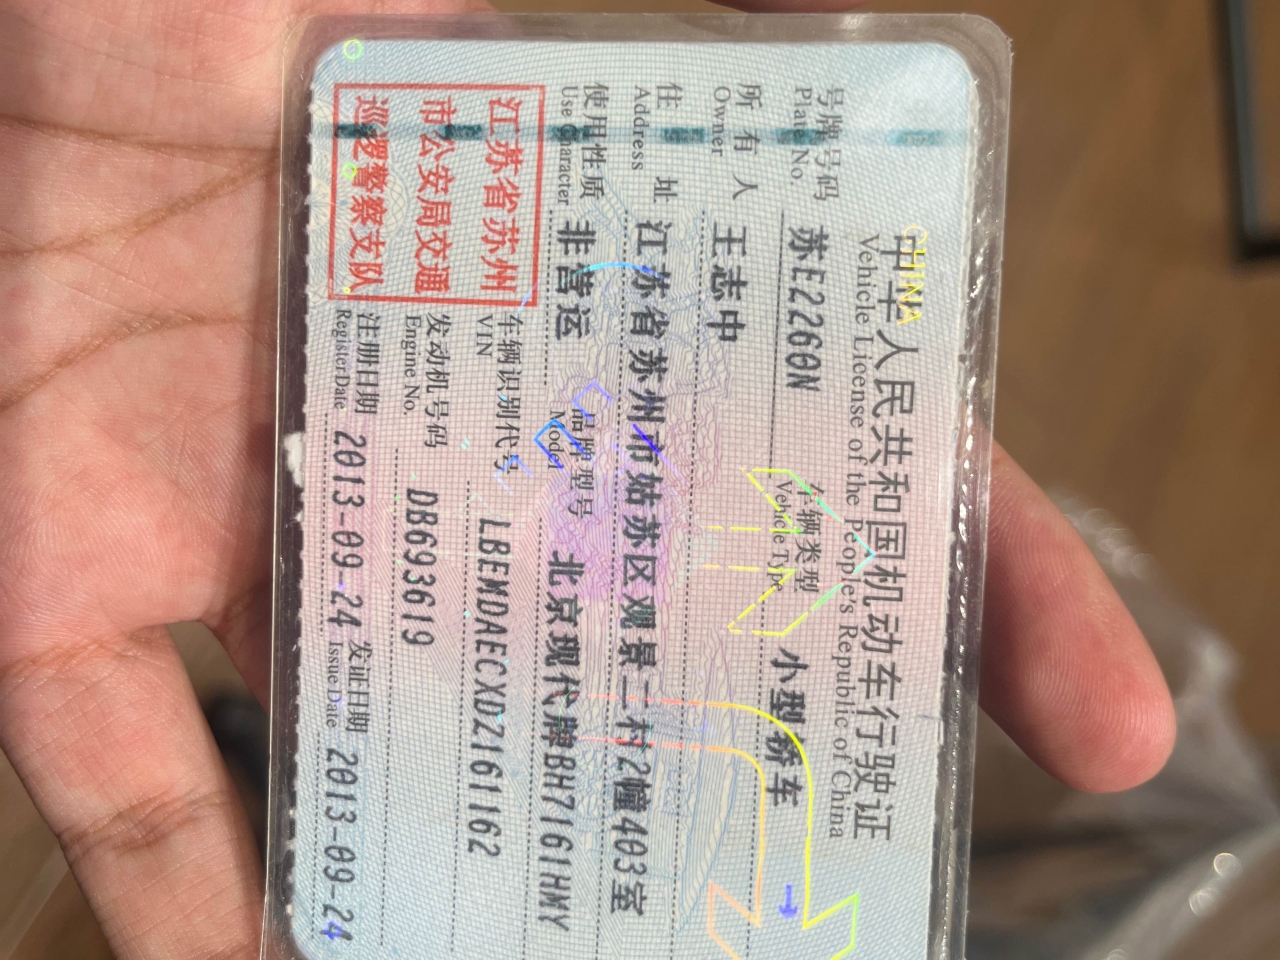 中华人民共和国机动车行驶证
Vehicle License of the People's Republic of China
号牌号码 苏E2260N 车辆类型 小型轿车
Plate No. Vehicle Type
所有人 王志中
Owner
住址 江苏省苏州市姑苏区观景二村2幢403室
Address
使用性质 非营运 品牌型号 北京现代牌BH7161HMY
Use Character Model
江苏省苏州
市公安局交通
巡逻警察支队
车辆识别代号 LBEMDAECXDZ161162
VIN
发动机号码 DB693619
Engine No.
注册日期 2013-09-24 发证日期 2013-09-24
Register Date Issue Date
CHINA